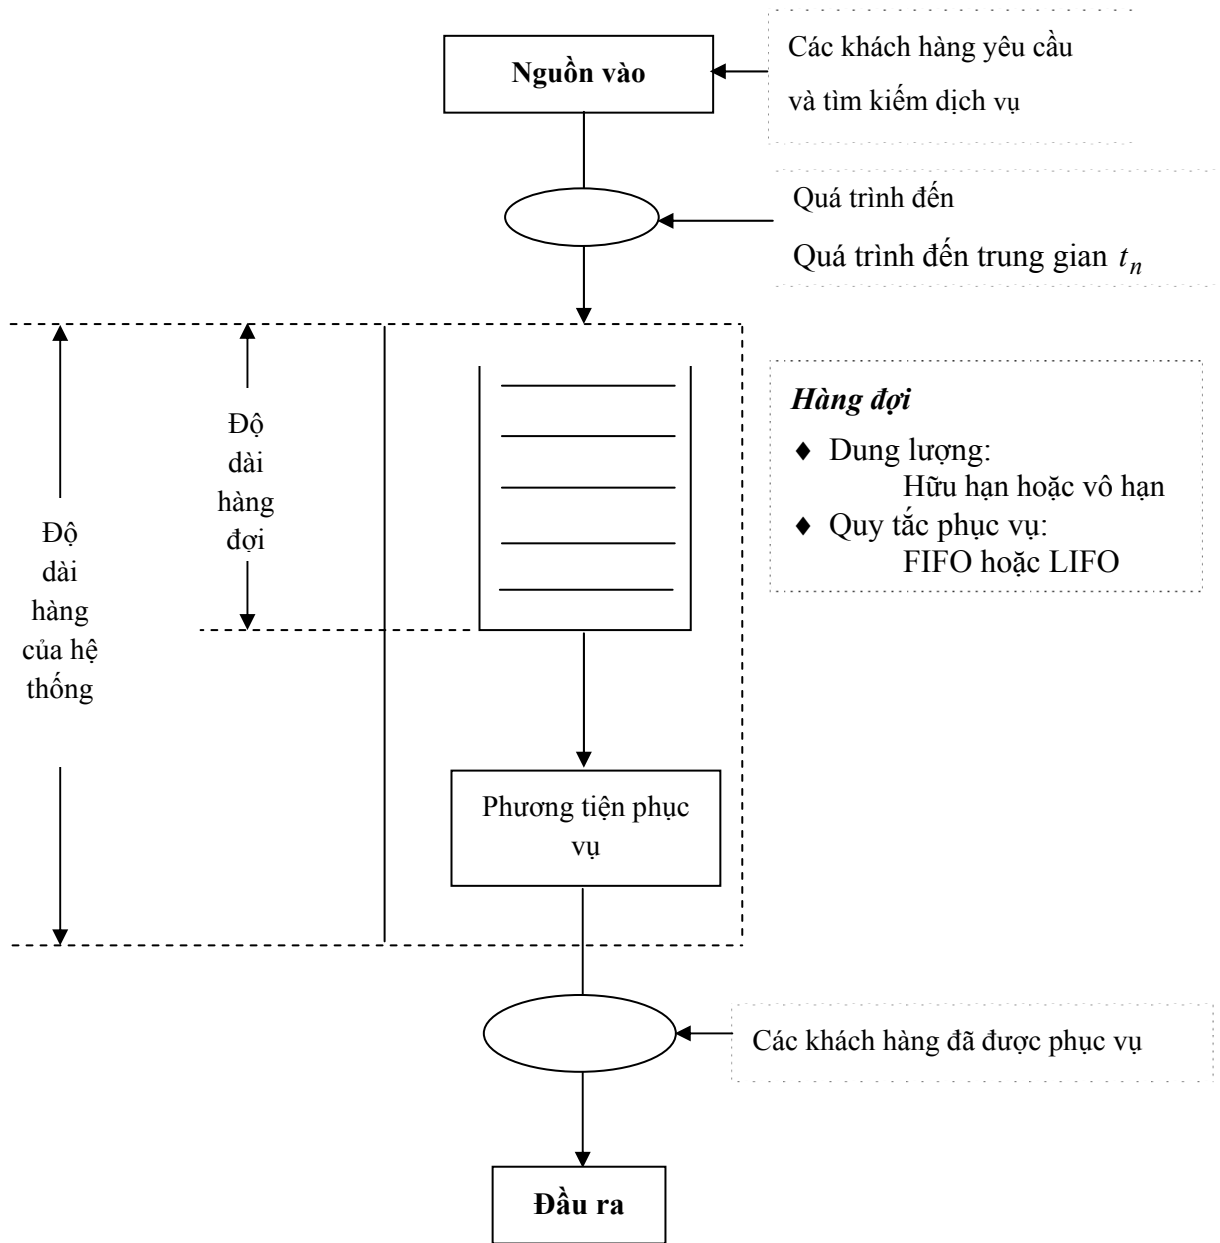 Nguồn vào
Các khách hàng yêu cầu
và tìm kiếm dịch vụ
Quá trình đến
Quá trình đến trung gian t_n
Độ
dài
hàng
đợi
Độ
dài
hàng
của hệ
thống
Hàng đợi
♦ Dung lượng:
Hữu hạn hoặc vô hạn
♦ Quy tắc phục vụ:
FIFO hoặc LIFO
Phương tiện phục
vụ
Các khách hàng đã được phục vụ
Đầu ra